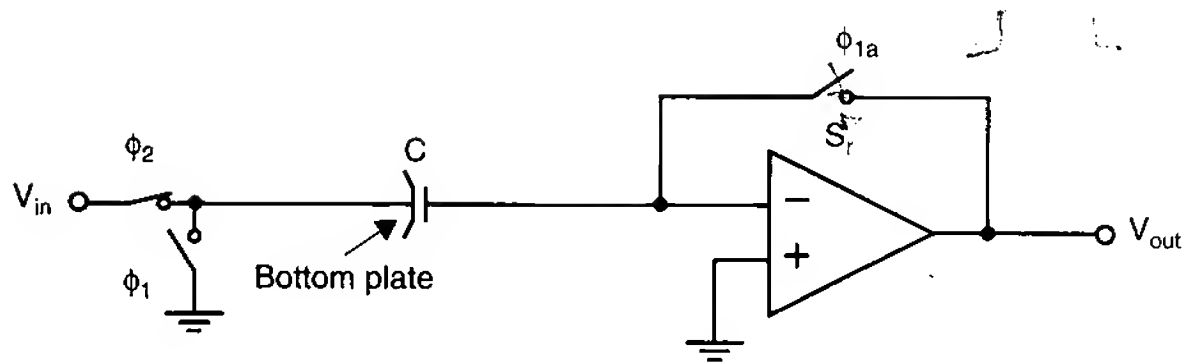 ϕ1a
Sr
ϕ2
C
Vin
Vout
ϕ1
Bottom plate
−
+